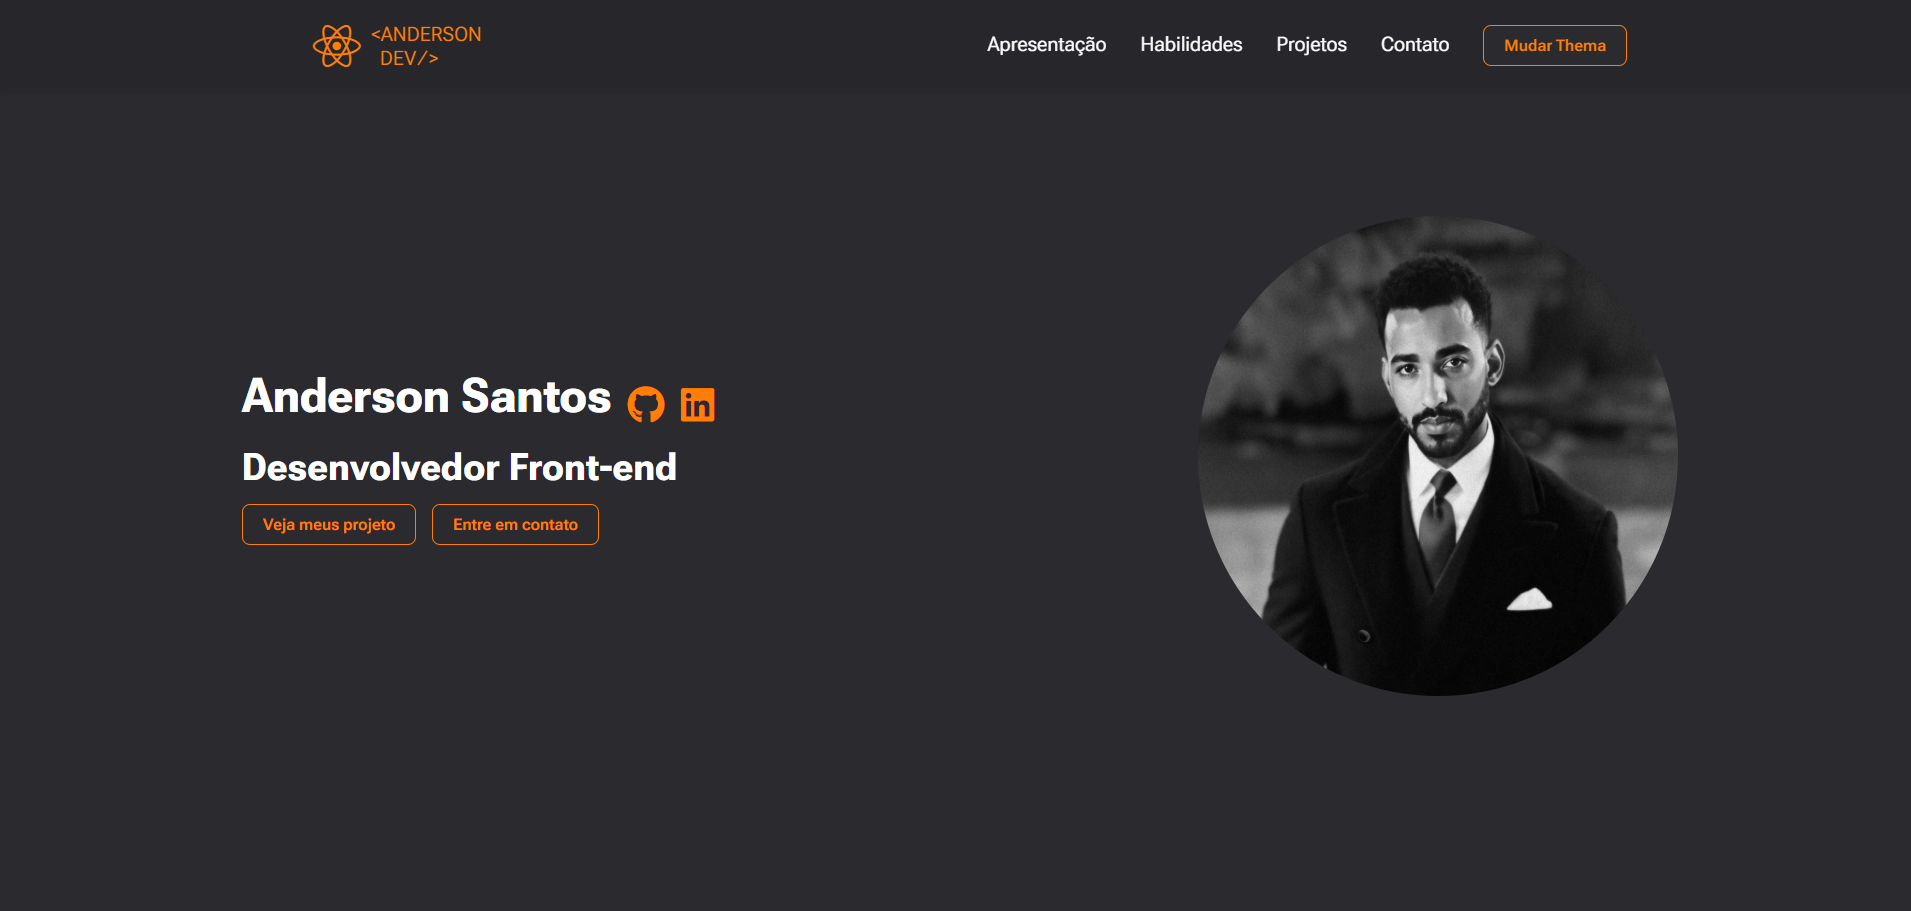 <ANDERSON
DEV/>
Apresentação Habilidades Projetos Contato Mudar Thema
Anderson Santos in
Desenvolvedor Front-end
Veja meus projeto Entre em contato